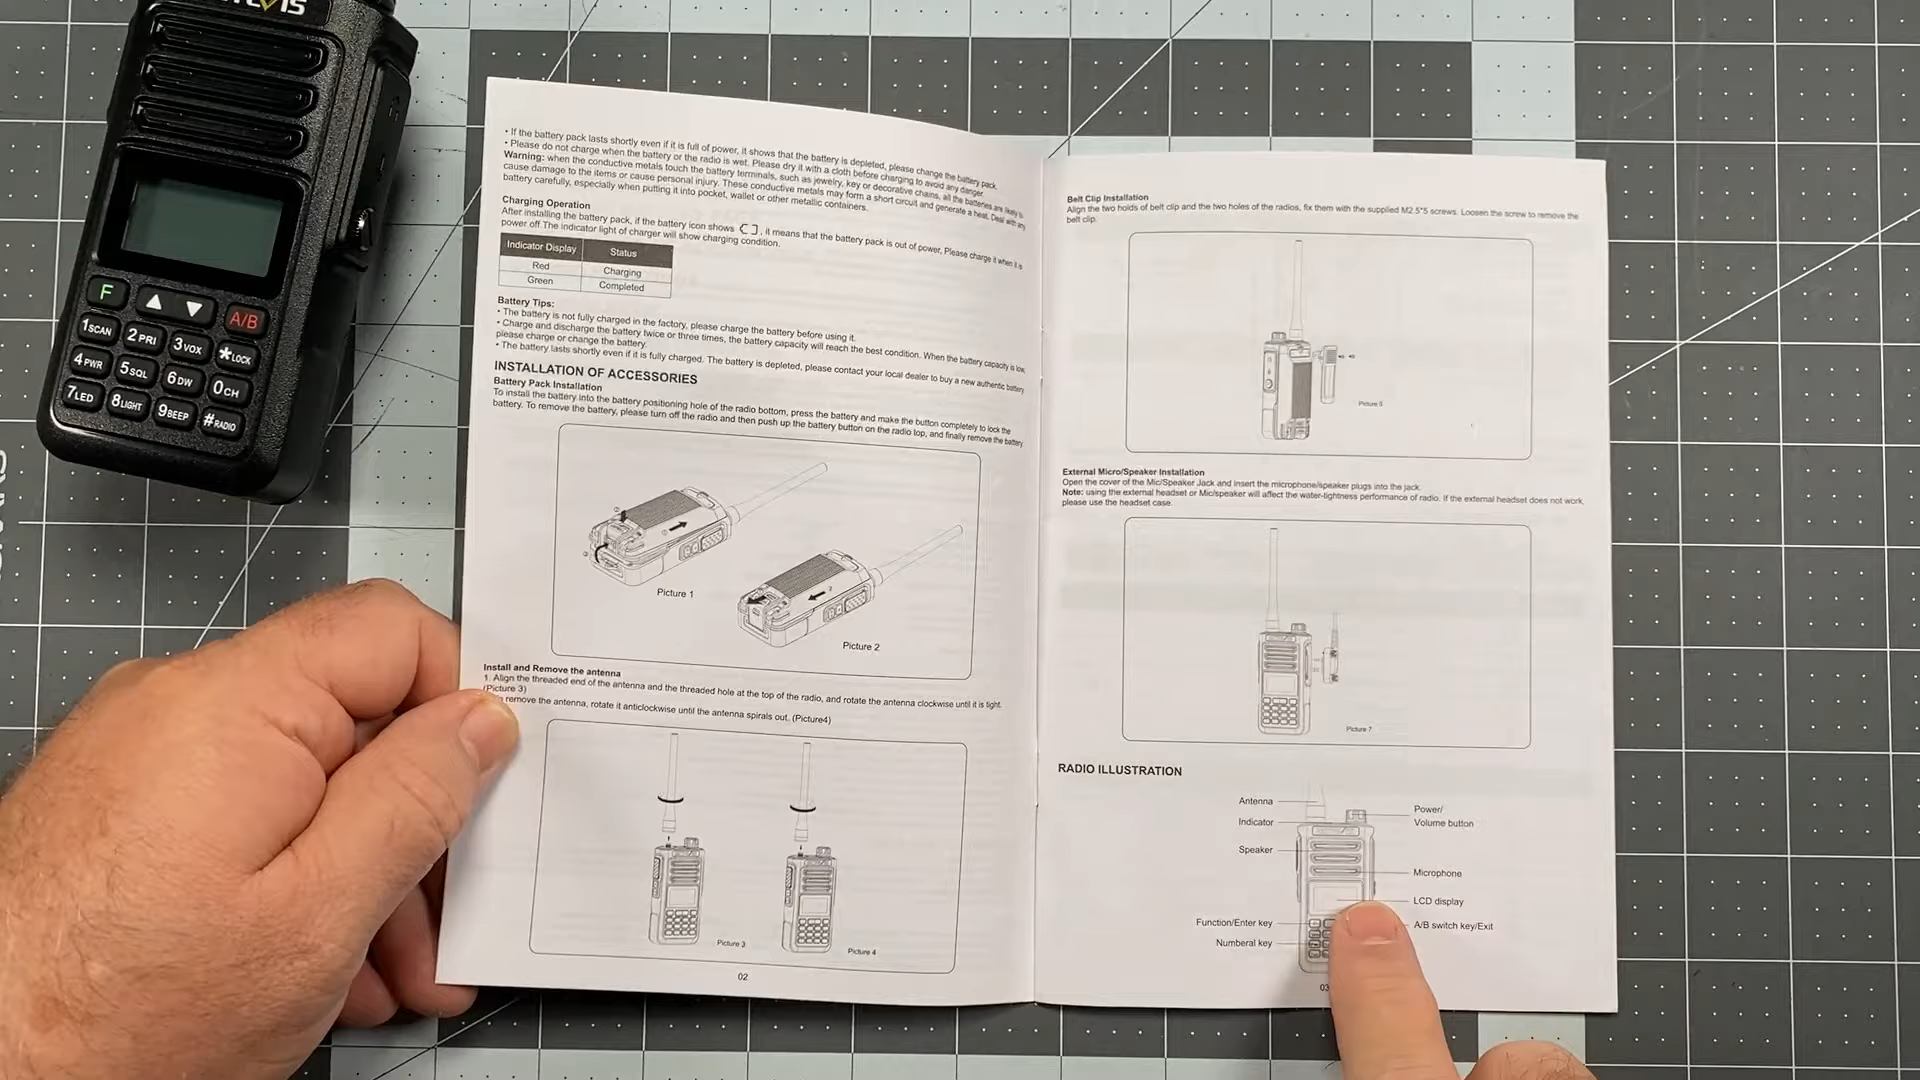 F
A/B
1SCAN
2PRI
3VOX
*LOCK
4PWR
5SQL
6DW
0CH
7LED
8LIGHT
9BEEP
#RADIO
• If the battery pack lasts shortly even if it is full of power, it shows that the battery is depleted, please change the battery pack.
• Please do not charge when the battery or the radio is wet. Please dry it with a cloth before charging to avoid any danger.
Warning: when the conductive metals touch the battery terminals, such as jewelry, key or decorative chains, all the batteries are likely to
cause damage to the items or cause personal injury. These conductive metals may form a short circuit and generate a heat. Deal with any
battery carefully, especially when putting it into pocket, wallet or other metallic containers.
Charging Operation
After installing the battery pack, if the battery icon shows , it means that the battery pack is out of power. Please charge it when it is
power off.The indicator light of charger will show charging condition.
Indicator Display Status
Red Charging
Green Completed
Battery Tips:
• The battery is not fully charged in the factory, please charge the battery before using it.
• Charge and discharge the battery twice or three times, the battery capacity will reach the best condition. When the battery capacity is low,
please charge or change the battery.
• The battery lasts shortly even if it is fully charged. The battery is depleted, please contact your local dealer to buy a new authentic battery
INSTALLATION OF ACCESSORIES
Battery Pack Installation
To install the battery into the battery positioning hole of the radio bottom, press the battery and make the button completely to lock the
battery. To remove the battery, please turn off the radio and then push up the battery button on the radio top, and finally remove the battery
Picture 1
2
Picture 2
Install and Remove the antenna
1. Align the threaded end of the antenna and the threaded hole at the top of the radio, and rotate the antenna clockwise until it is tight.
(Picture 3)
remove the antenna, rotate it anticlockwise until the antenna spirals out. (Picture4)
Picture 3
Picture 4
02
Belt Clip Installation
Align the two holds of belt clip and the two holes of the radios, fix them with the supplied M2.5*5 screws. Loosen the screw to remove the
belt clip.
External Micro/Speaker Installation
Open the cover of the Mic/Speaker Jack and insert the microphone/speaker plugs into the jack.
Note: using the external headset or Mic/speaker will affect the water-tightness performance of radio. If the external headset does not work,
please use the headset case.
Picture 7
RADIO ILLUSTRATION
Antenna
Indicator
Speaker
Function/Enter key
Numberal key
Power/
Volume button
Microphone
LCD display
A/B switch key/Exit
03